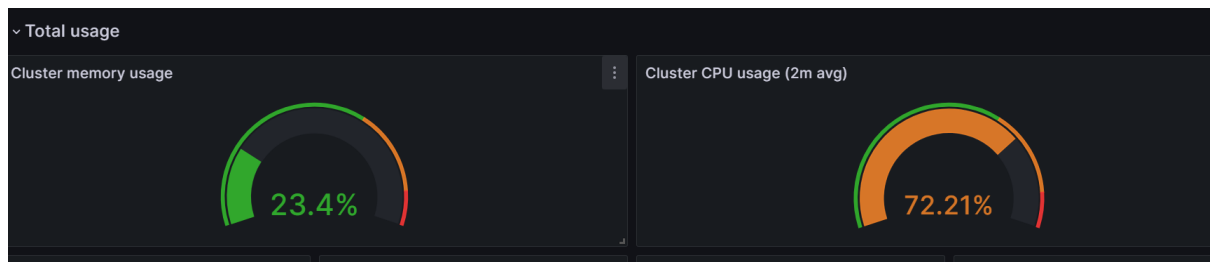 Total usage
Cluster memory usage
Cluster CPU usage (2m avg)
23.4%
72.21%